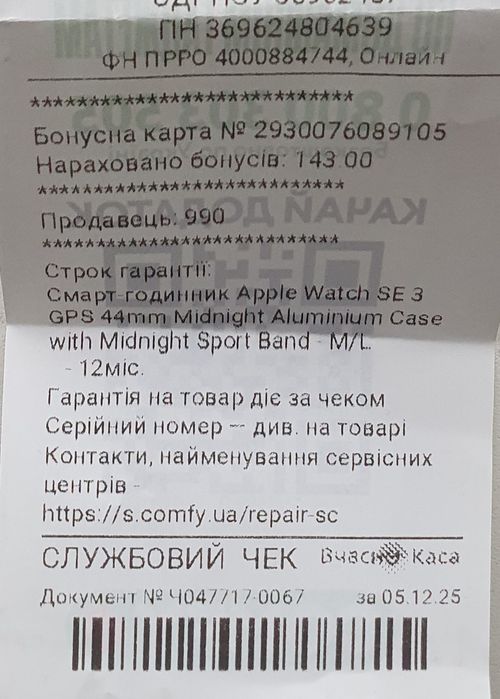 ПН 369624804639
ФН ПРРО 4000884744, Онлайн
******************************
Бонусна карта № 2930076089105
Нараховано бонусів: 143.00
******************************
Продавець: 990
******************************
Строк гарантії:
Смарт-годинник Apple Watch SE 3
GPS 44mm Midnight Aluminium Case
with Midnight Sport Band - M/L
- 12міс.
Гарантія на товар діє за чеком
Серійний номер – див. на товарі
Контакти, найменування сервісних
центрів -
https://s.comfy.ua/repair-sc
СЛУЖБОВИЙ ЧЕК Вчасно Каса
Документ № Ч047717-0067 за 05.12.25